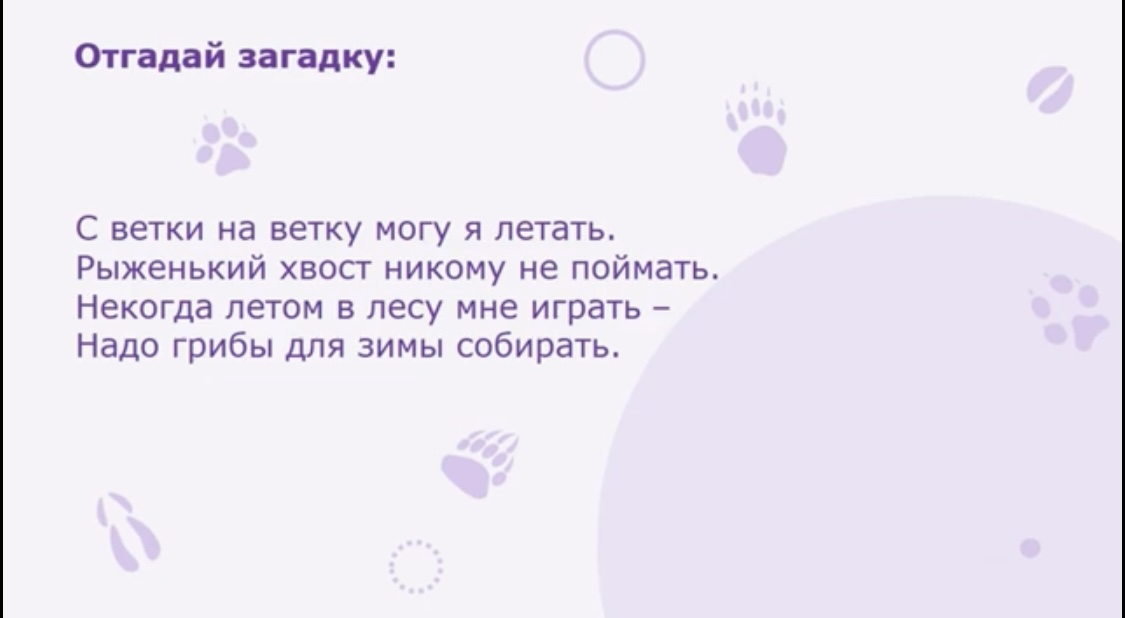 Отгадай загадку:
С ветки на ветку могу я летать.
Рыженький хвост никому не поймать.
Некогда летом в лесу мне играть –
Надо грибы для зимы собирать.